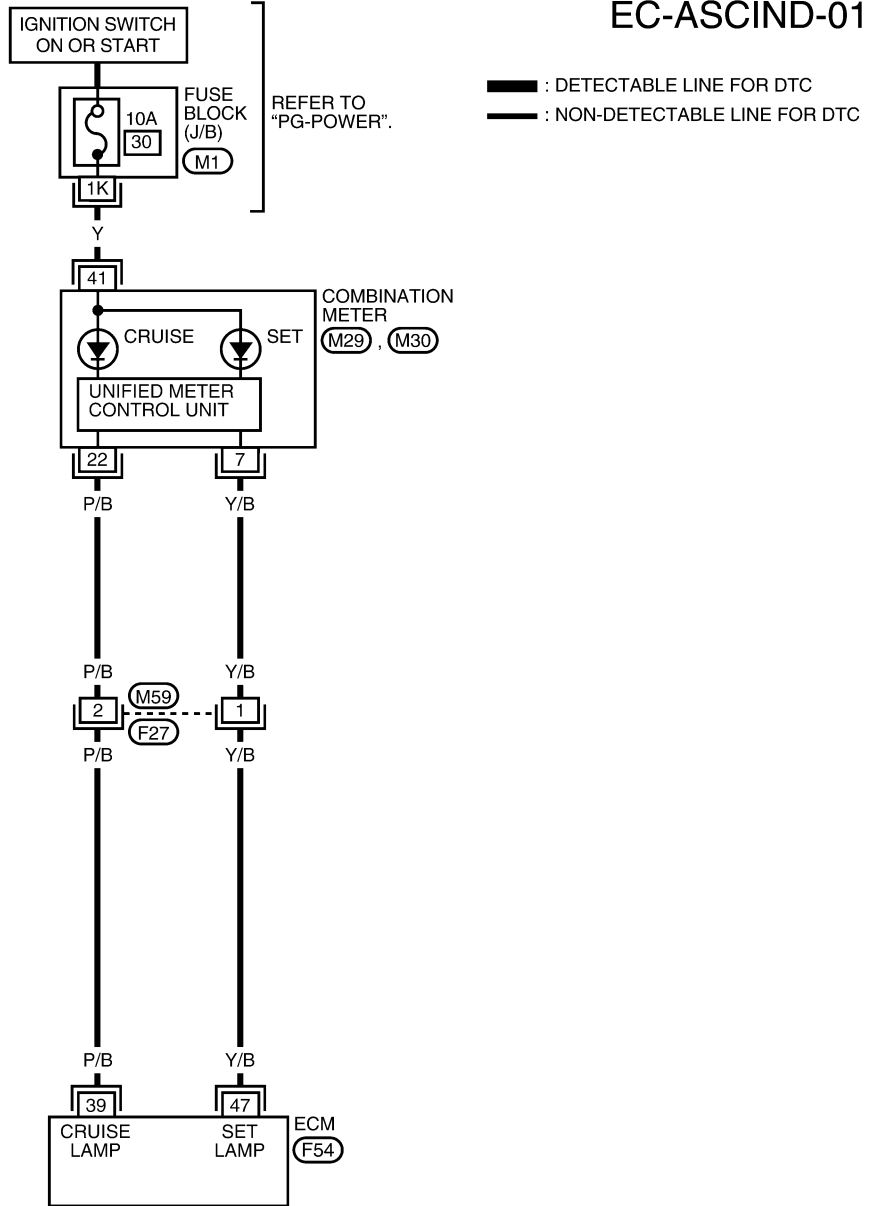 EC-ASCIND-01
IGNITION SWITCH
ON OR START
: DETECTABLE LINE FOR DTC
: NON-DETECTABLE LINE FOR DTC
FUSE
BLOCK
(J/B)
M1
10A
30
REFER TO
“PG-POWER”.
1K
Y
41
COMBINATION
METER
M29 , M30
CRUISE
SET
UNIFIED METER
CONTROL UNIT
22
7
P/B
Y/B
P/B
Y/B
M59
2
1
F27
P/B
Y/B
P/B
Y/B
39
47
ECM
F54
CRUISE
LAMP
SET
LAMP